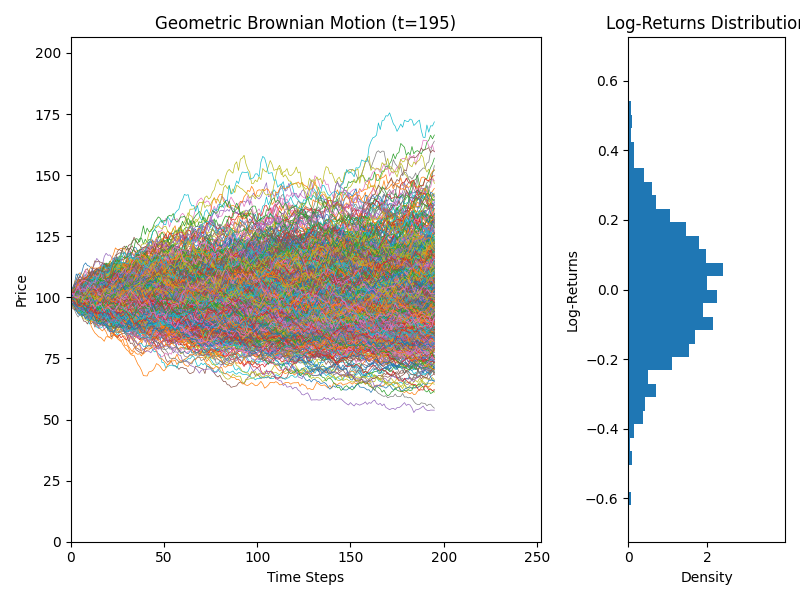 Geometric Brownian Motion (t=195)
Price
200
175
150
125
100
75
50
25
0
0 50 100 150 200 250
Time Steps
Log-Returns Distribution
Log-Returns
0.6
0.4
0.2
0.0
−0.2
−0.4
−0.6
0 2
Density